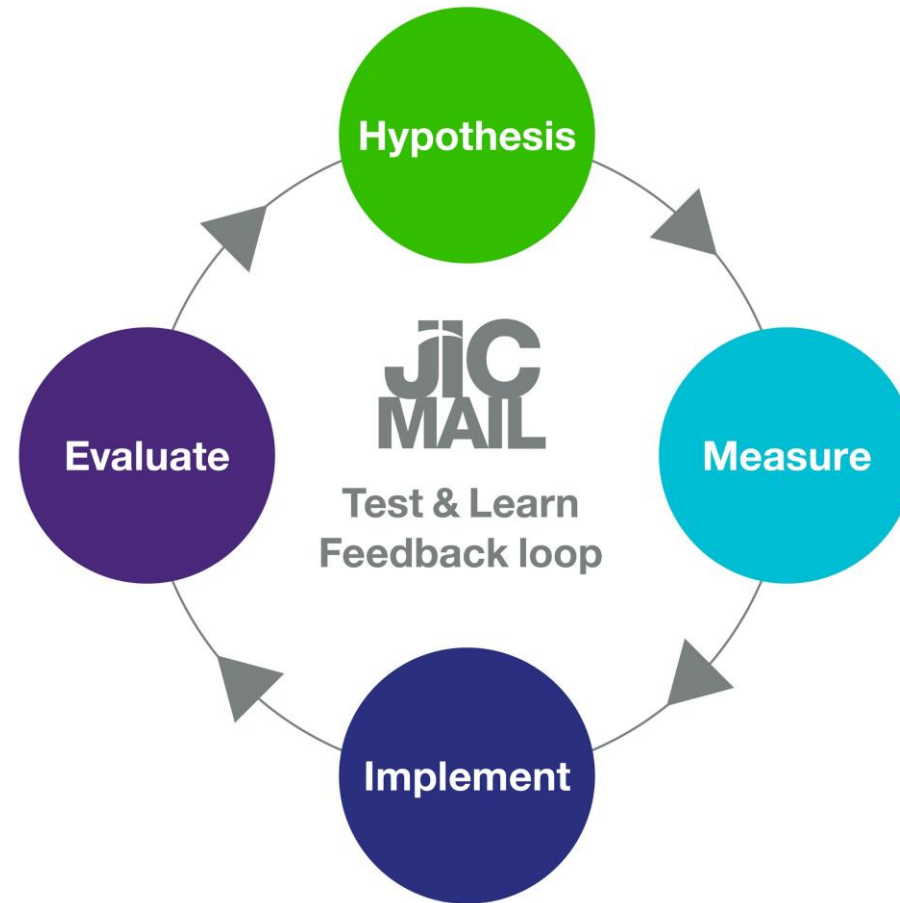 Hypothesis
JIC
MAIL
Evaluate
Measure
Test & Learn
Feedback loop
Implement